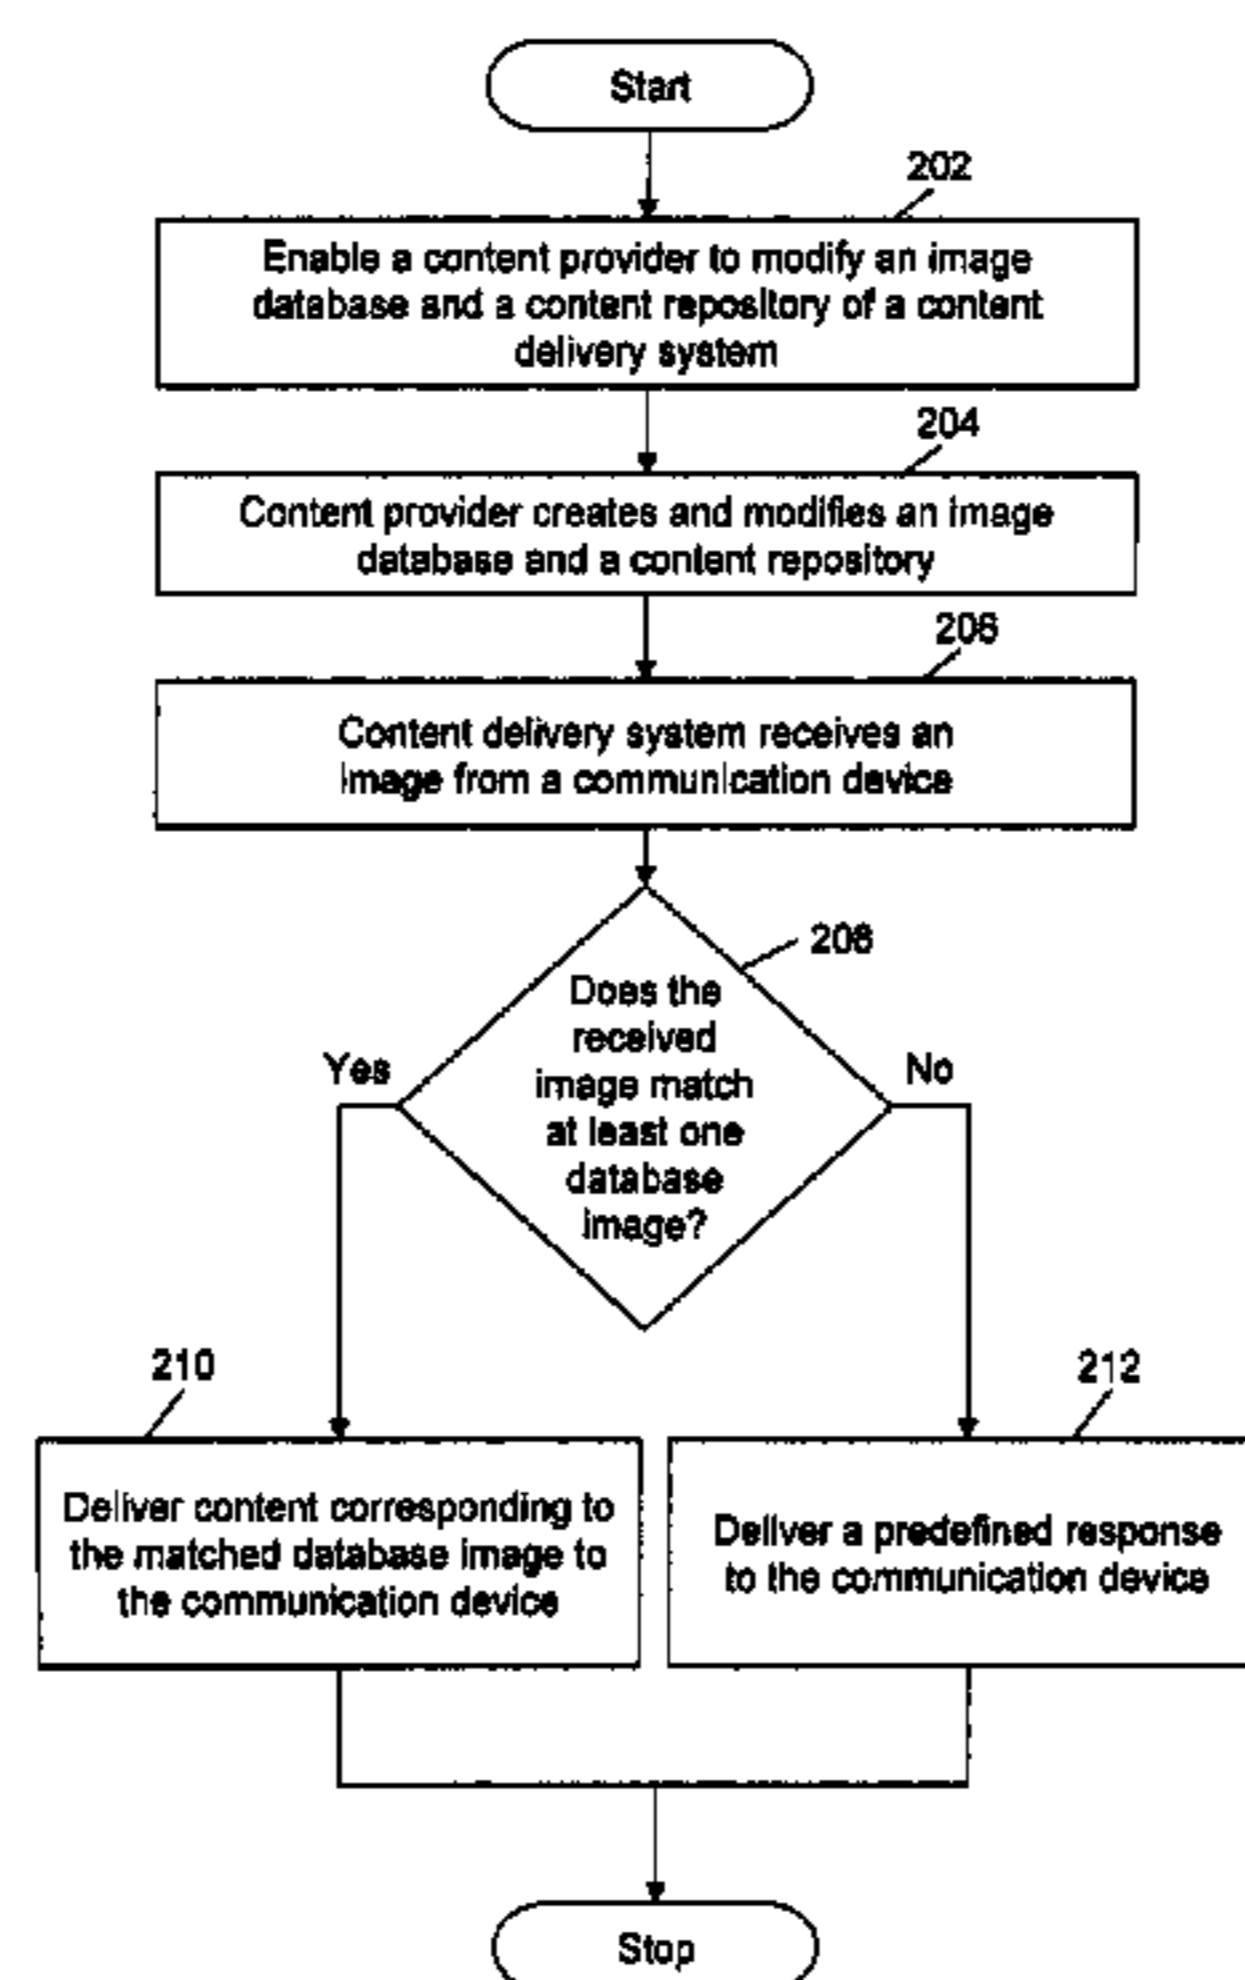 Start
202
Enable a content provider to modify an image
database and a content repository of a content
delivery system
204
Content provider creates and modifies an image
database and a content repository
206
Content delivery system receives an
image from a communication device
208
Does the
received
image match
at least one
database
image?
Yes
No
210
212
Deliver content corresponding to
the matched database image to
the communication device
Deliver a predefined response
to the communication device
Stop